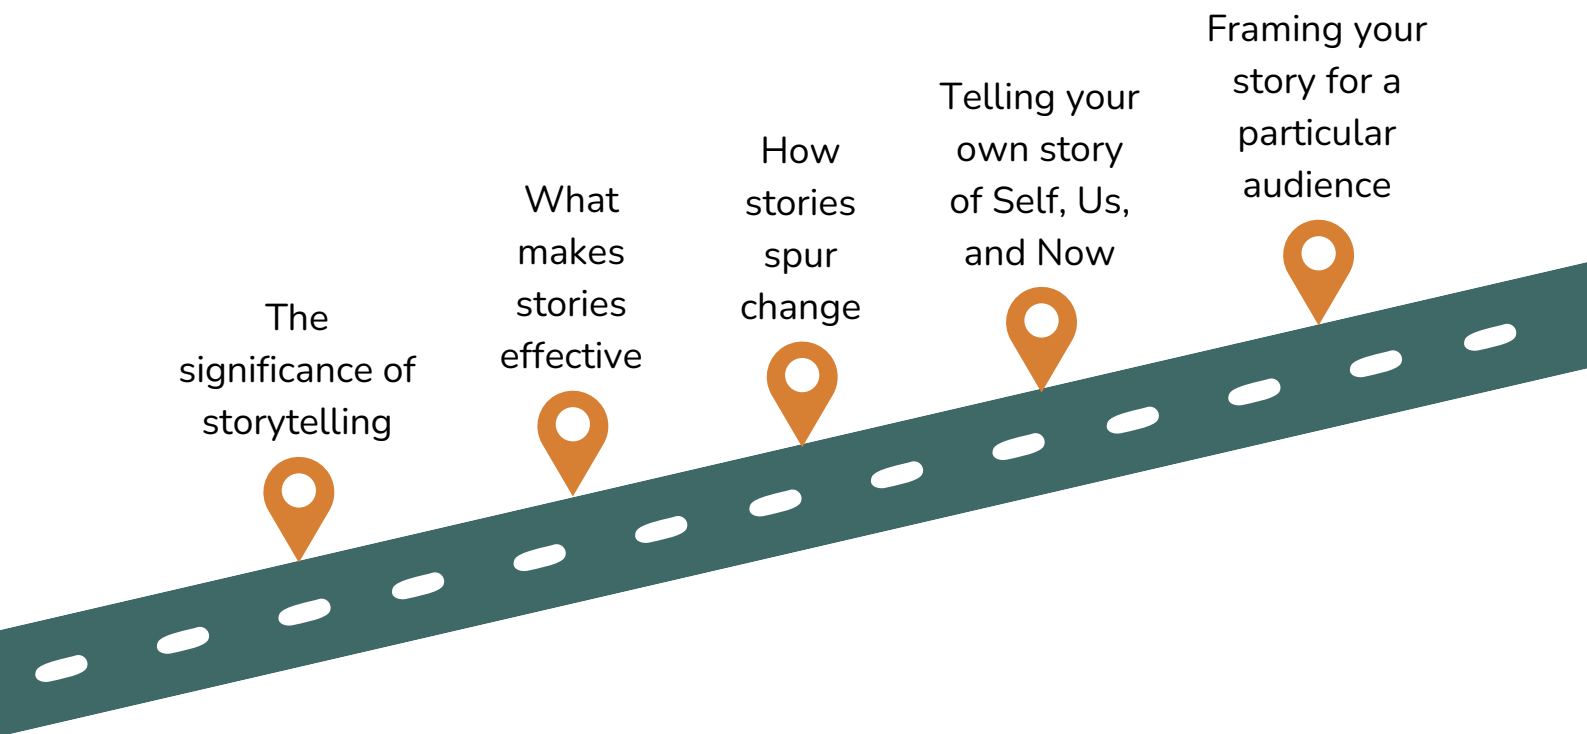 The
significance of
storytelling
What
makes
stories
effective
How
stories
spur
change
Telling your
own story
of Self, Us,
and Now
Framing your
story for a
particular
audience